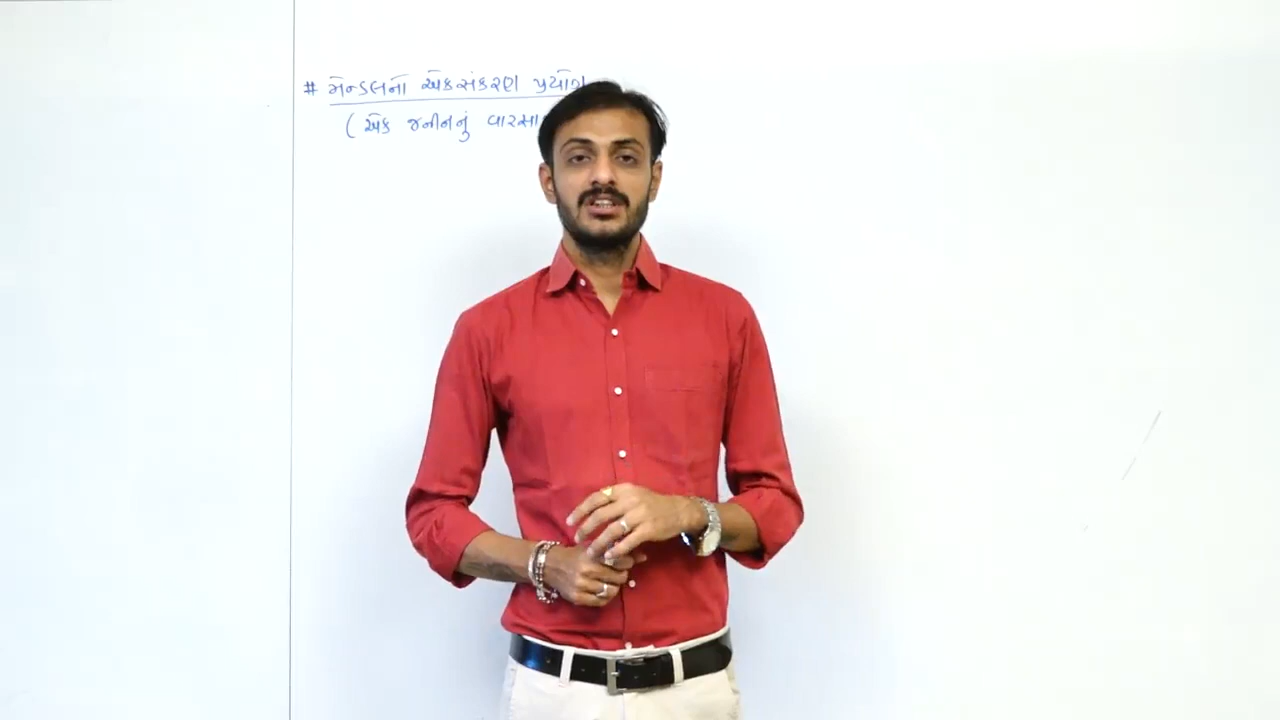 # મેન્ડલનો એકસંકરણ પ્રયોગ
( એક જનીનનું વારસા